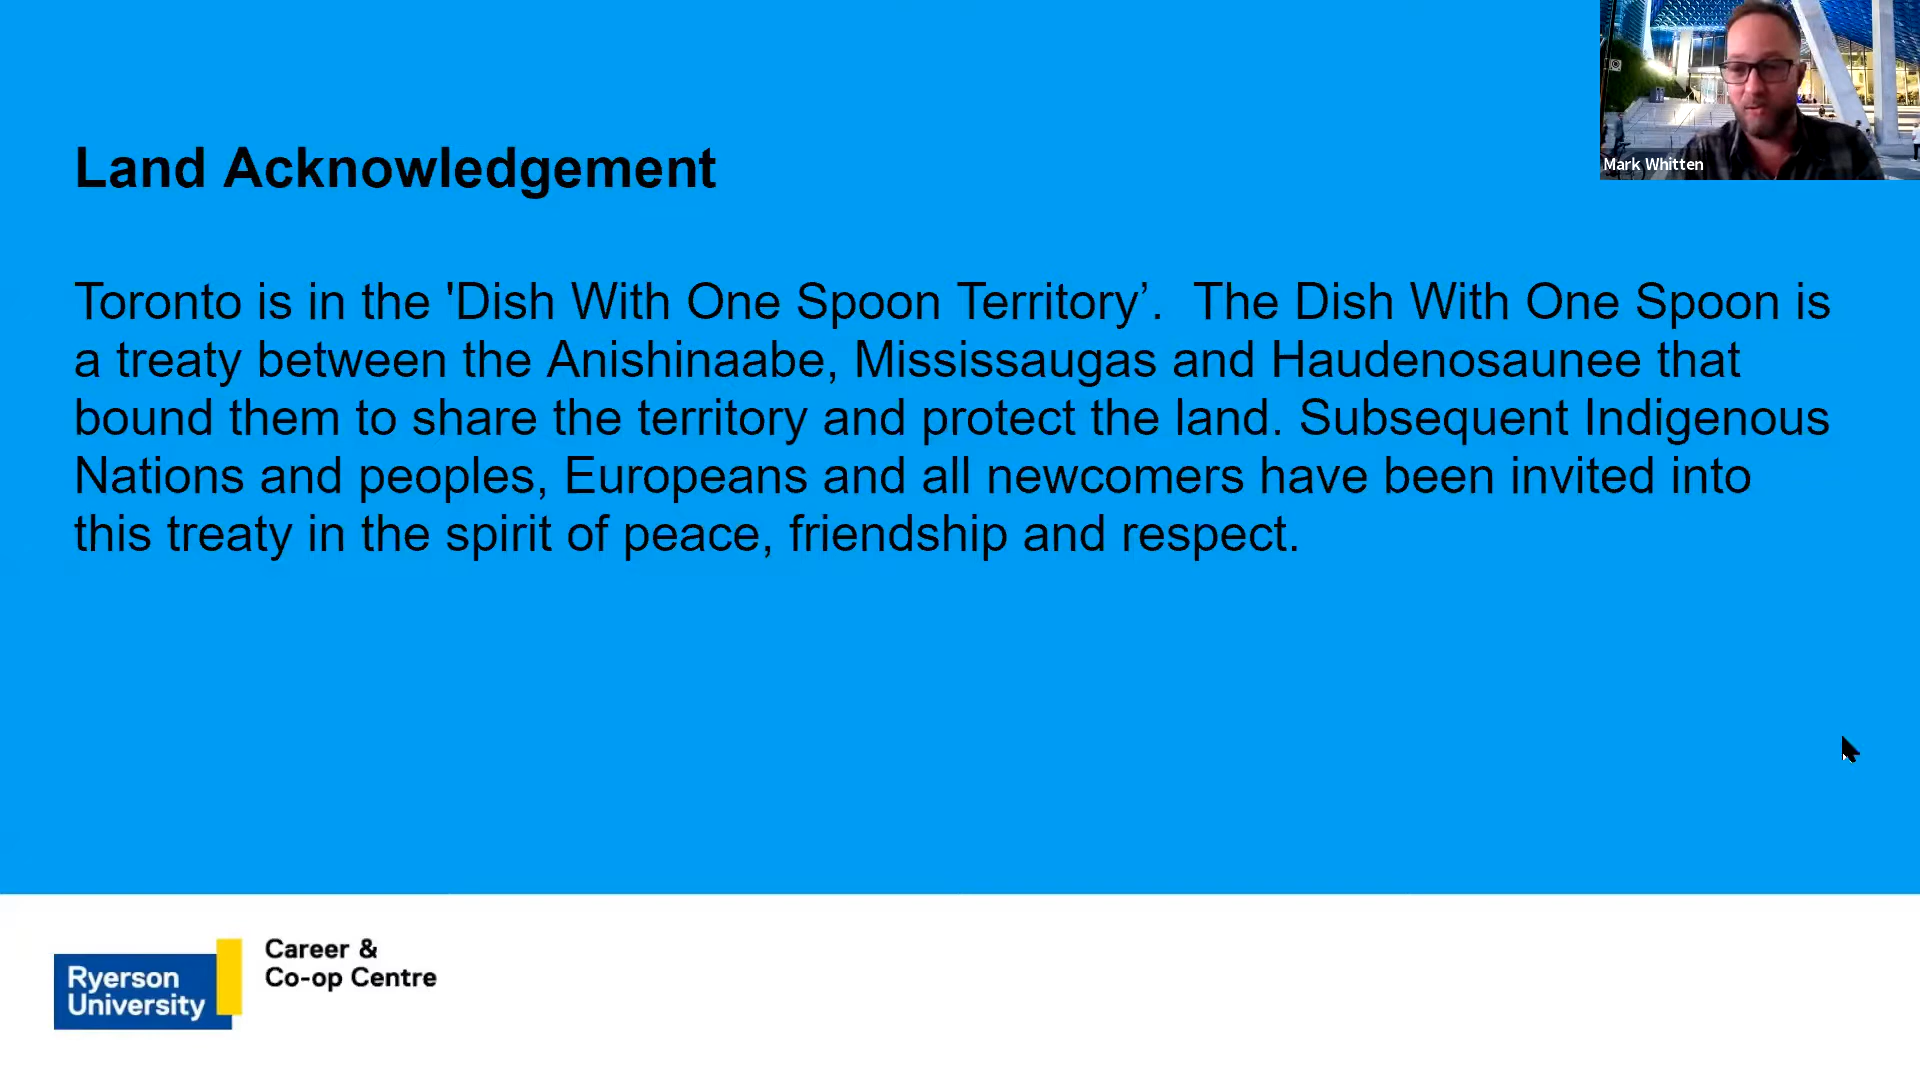 Mark Whitten
Land Acknowledgement
Toronto is in the 'Dish With One Spoon Territory’.  The Dish With One Spoon is
a treaty between the Anishinaabe, Mississaugas and Haudenosaunee that
bound them to share the territory and protect the land. Subsequent Indigenous
Nations and peoples, Europeans and all newcomers have been invited into
this treaty in the spirit of peace, friendship and respect.
Ryerson
University
Career &
Co-op Centre